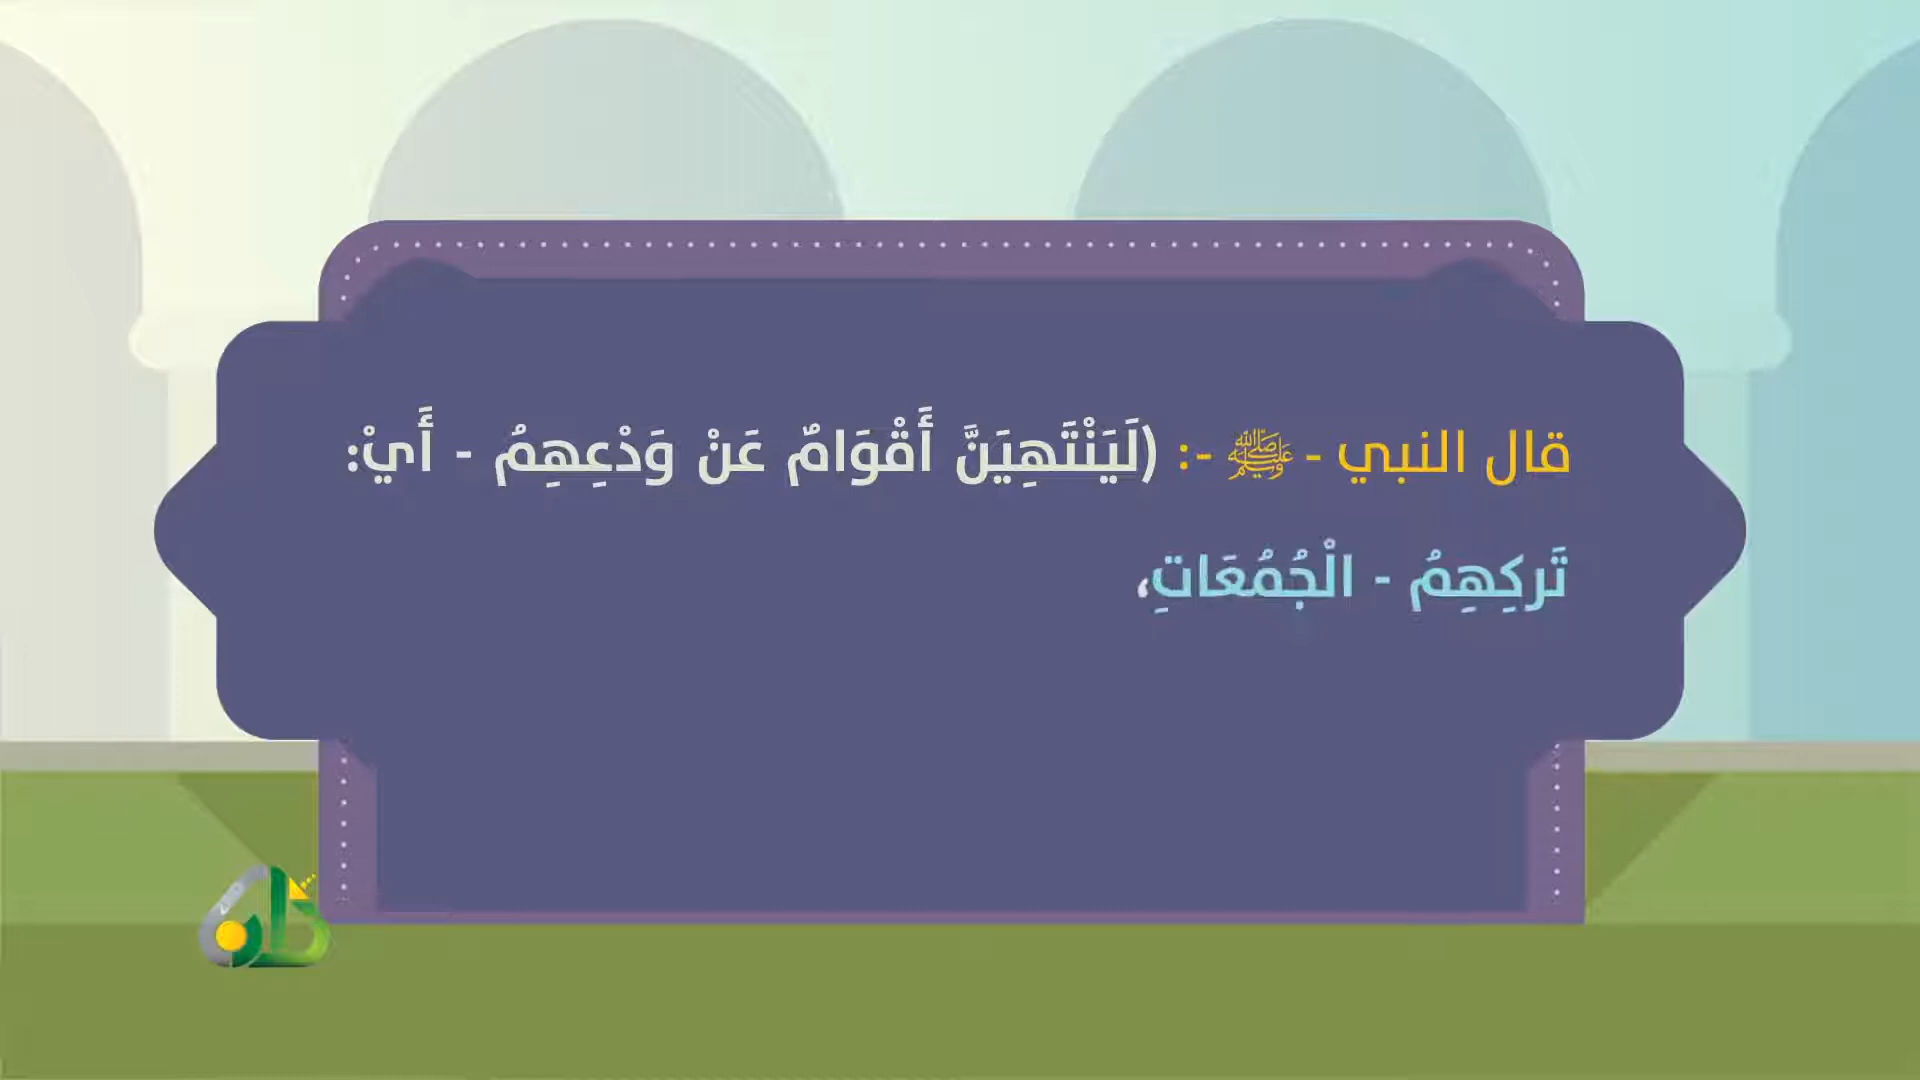 قال النبي - ﷺ -: (لَيَنْتَهِيَنَّ أَقْوَامٌ عَنْ وَدْعِهِمُ - أَيْ:
تَركِهِمُ - الْجُمُعَاتِ،